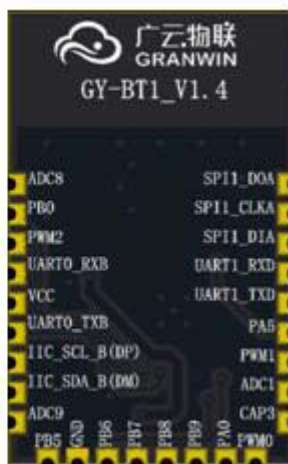 广云物联
GRANWIN
GY-BT1_V1.4
ADC8 SPI1_DOA
PB0 SPI1_CLKA
PWM2 SPI1_DIA
UART0_RXB UART1_RXD
VCC UART1_TXD
UART0_TXB PA5
IIC_SCL_B(DP) PWM1
IIC_SDA_B(DM) ADC1
ADC9 CAP3
PB5 GND PB6 PB7 PB8 PB9 PA0 PWM0